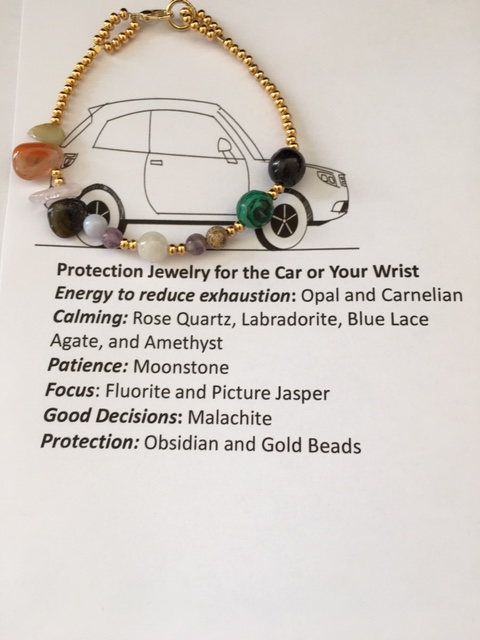 Protection Jewelry for the Car or Your Wrist
Energy to reduce exhaustion: Opal and Carnelian
Calming: Rose Quartz, Labradorite, Blue Lace
Agate, and Amethyst
Patience: Moonstone
Focus: Fluorite and Picture Jasper
Good Decisions: Malachite
Protection: Obsidian and Gold Beads